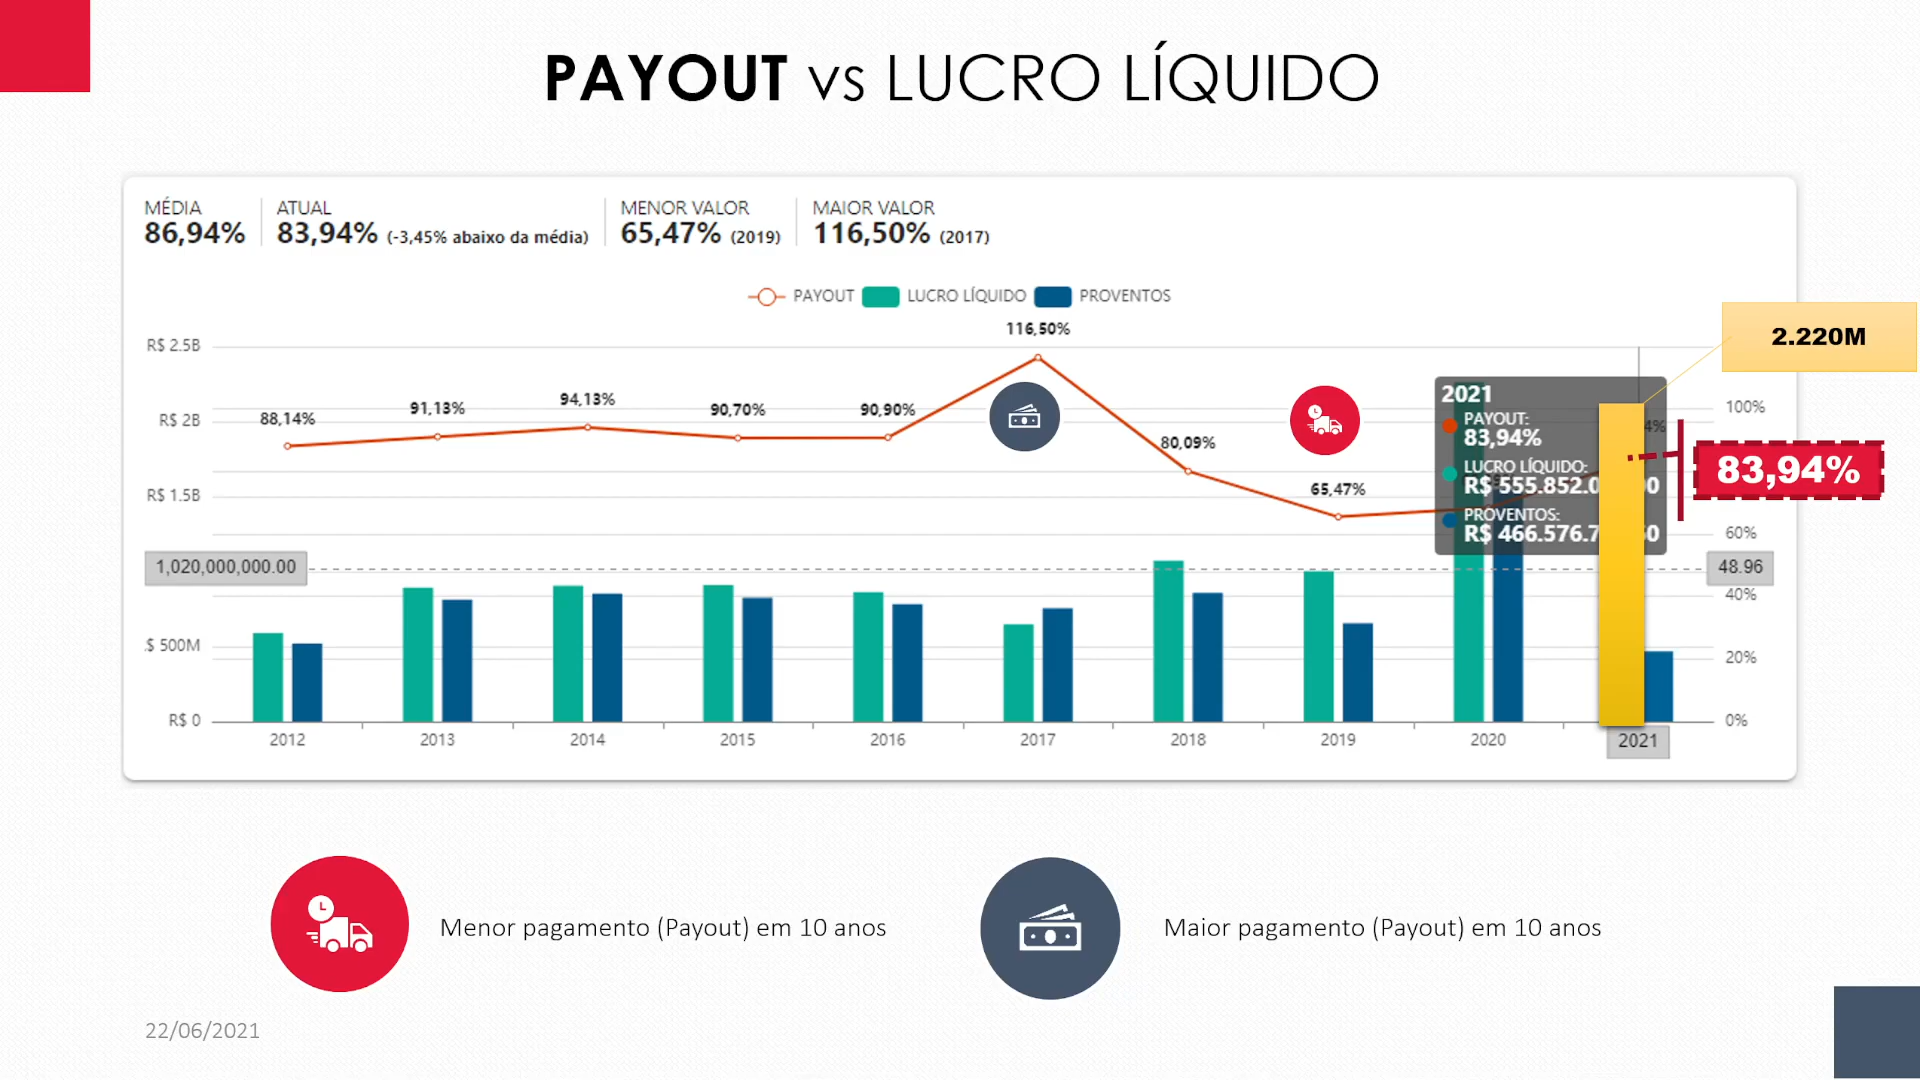 PAYOUT vs LUCRO LÍQUIDO
MÉDIA
86,94%
ATUAL
83,94% (-3,45% abaixo da média)
MENOR VALOR
65,47% (2019)
MAIOR VALOR
116,50% (2017)
PAYOUT LUCRO LÍQUIDO PROVENTOS
R$ 2.5B
R$ 2B
R$ 1.5B
1,020,000,000.00
$ 500M
R$ 0
88,14%
91,13%
94,13%
90,70%
90,90%
116,50%
80,09%
65,47%
2021
PAYOUT:
83,94%
LUCRO LÍQUIDO:
R$ 555.852.0
PROVENTOS:
R$ 466.576.7
2.220M
83,94%
100%
60%
48.96
40%
20%
0%
2012 2013 2014 2015 2016 2017 2018 2019 2020 2021
Menor pagamento (Payout) em 10 anos
Maior pagamento (Payout) em 10 anos
22/06/2021